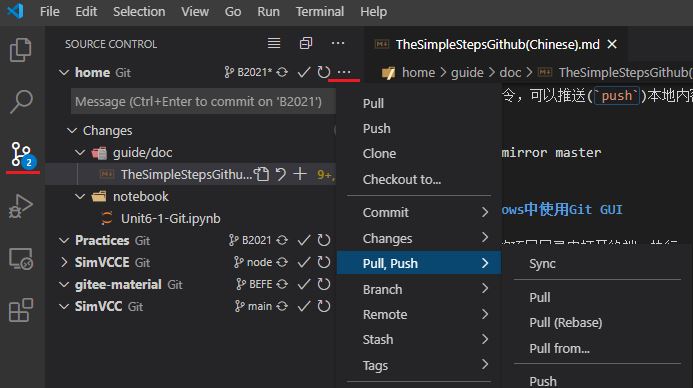 File Edit Selection View Go Run Terminal Help
SOURCE CONTROL
TheSimpleStepsGithub(Chinese).md
home Git B2021*
home > guide > doc > TheSimpleStepsGithub(
Message (Ctrl+Enter to commit on 'B2021')
令，可以推送(`push`)本地内容
Changes
guide/doc
TheSimpleStepsGithu... 9+,
notebook
Unit6-1-Git.ipynb
Practices Git B2021
SimVCCE Git node
gitee-material Git BEFE
SimVCC Git main
2
Pull
Push
Clone
Checkout to...
Commit
Changes
Pull, Push
Branch
Remote
Stash
Tags
mirror master
ows中使用Git GUI
Sync
Pull
Pull (Rebase)
Pull from...
Push